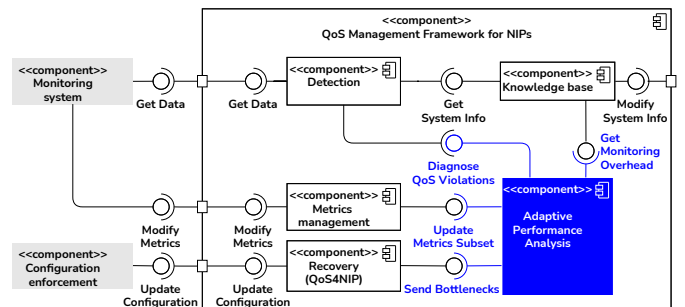 <<component>>
QoS Management Framework for NIPs
<<component>>
Monitoring
system
Get Data
Get Data
<<component>>
Detection
Get
System Info
<<component>>
Knowledge base
Modify
System Info
Get
Monitoring
Overhead
Diagnose
QoS Violations
<<component>>
Adaptive
Performance
Analysis
Modify
Metrics
Modify
Metrics
<<component>>
Metrics
management
Update
Metrics Subset
<<component>>
Configuration
enforcement
Update
Configuration
Update
Configuration
<<component>>
Recovery
(QoS4NIP)
Send Bottlenecks